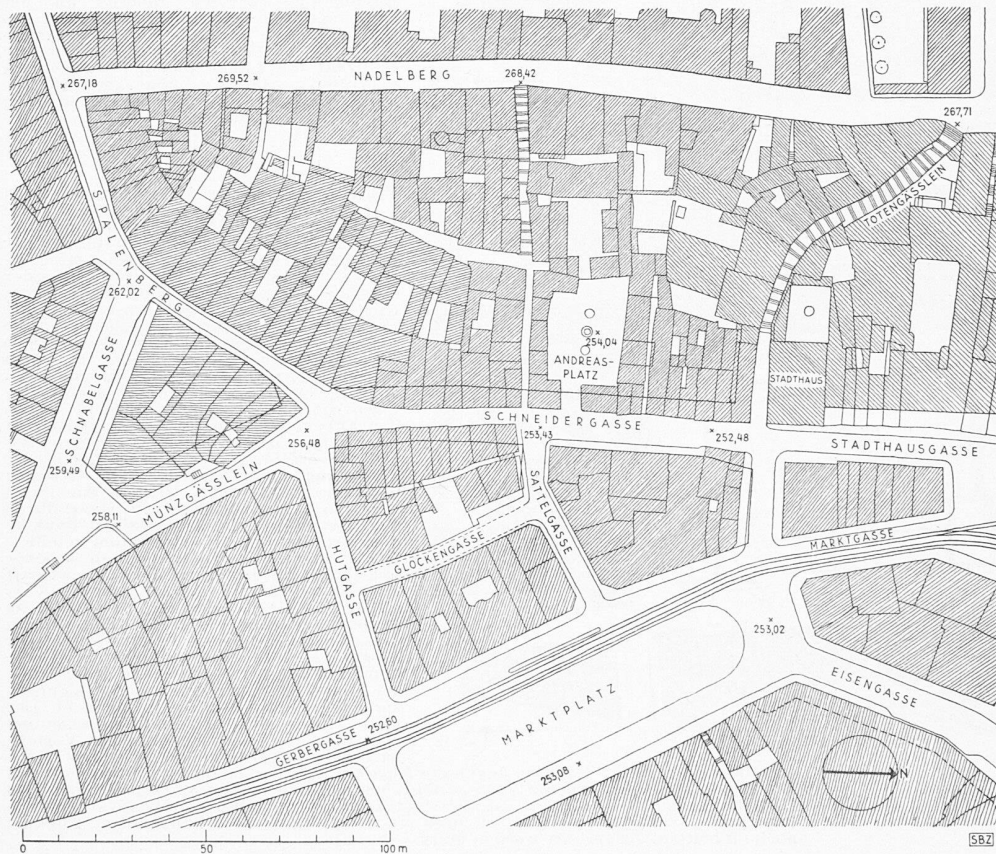 NADELBERG
267,18
269,52
268,42
267,71
TOTENGÄSSLEIN
SPALENBERG
262,02
254,04
ANDREAS-
PLATZ
STADTHAUS
SCHNABELGASSE
SCHNEIDERGASSE
256,48
253,43
252,48
STADTHAUSGASSE
259,49
MÜNZGÄSSLEIN
258,11
SATTELGASSE
HUTGASSE
GLOCKENGASSE
MARKTGASSE
253,02
EISENGASSE
MARKTPLATZ
GERBERGASSE
252,60
253,08
N
0 50 100 m
SBZ